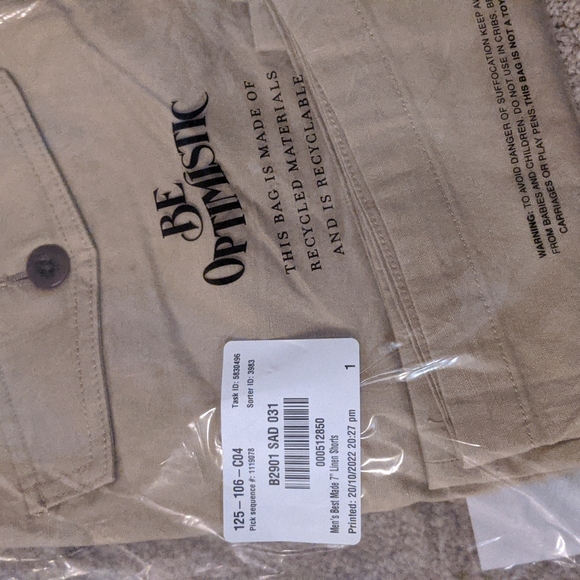 BE
OPTIMISTIC
THIS BAG IS MADE OF
RECYCLED MATERIALS
AND IS RECYCLABLE
WARNING: TO AVOID DANGER OF SUFFOCATION KEEP
FROM BABIES AND CHILDREN. DO NOT USE IN CRIBS,
CARRIAGES OR PLAY PENS. THIS BAG IS NOT A TOY
125-106-C04
Task ID: 5830496
Pick sequence #: 1119078
Sorter ID: 3983
B2901 SAD 031
000512850
Men's Best Made 7" Linen Shorts
Printed: 20/10/2022 20:27 pm
1